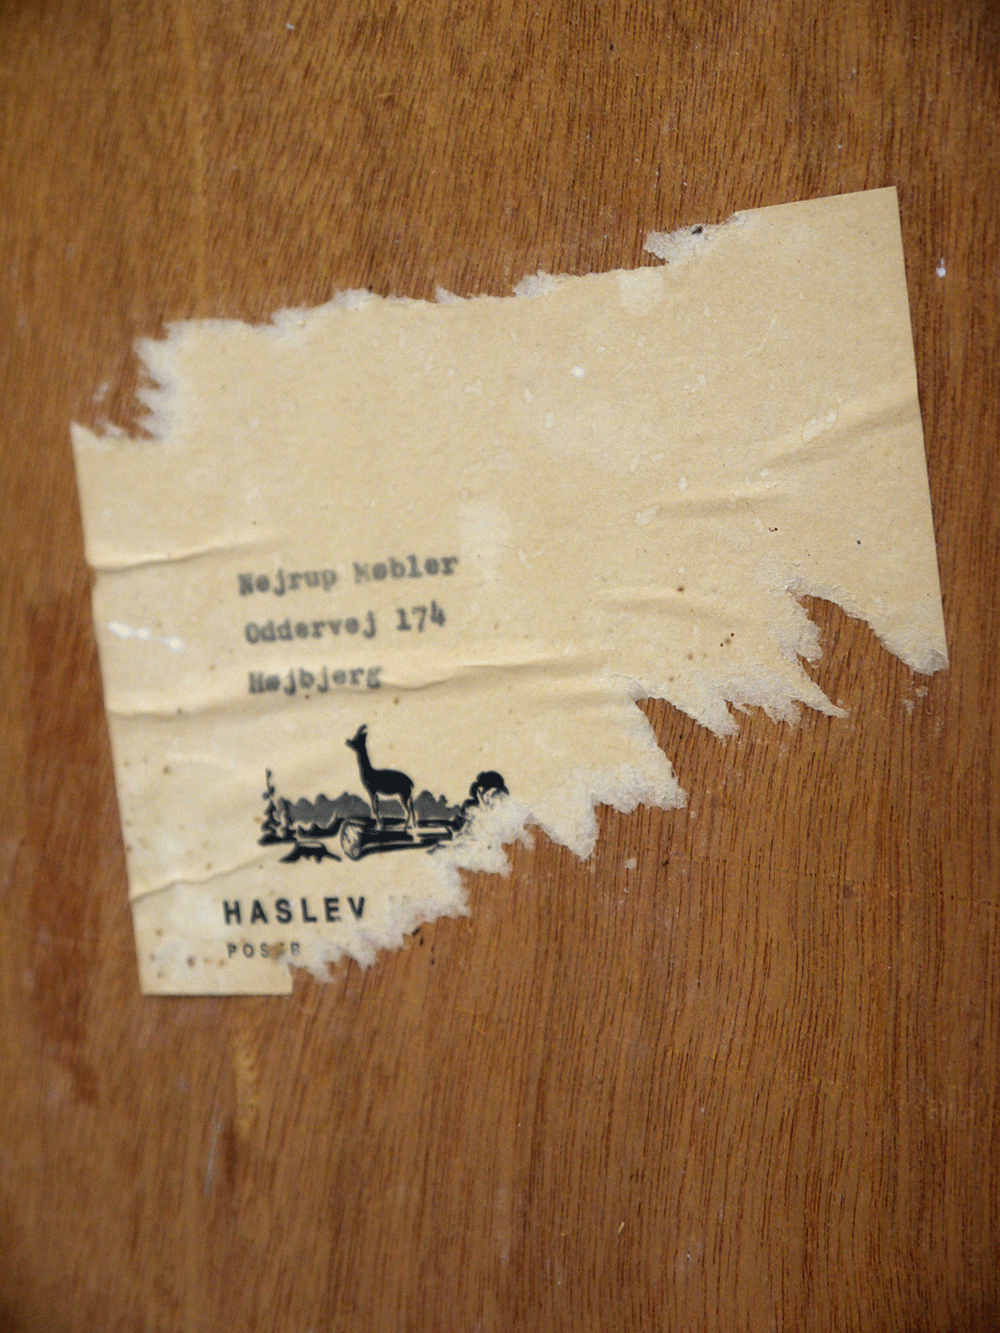 Nejrup Møbler
Oddervej 174
Højbjerg
HASLEV